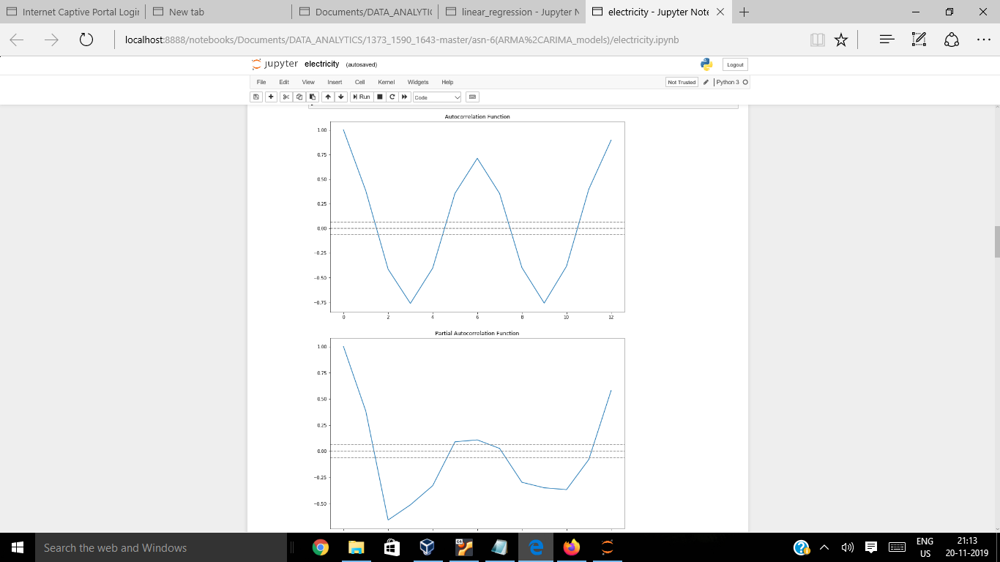 Internet Captive Portal Login
New tab
Documents/DATA_ANALYTIC
linear_regression - Jupyter N
electricity - Jupyter Note
localhost:8888/notebooks/Documents/DATA_ANALYTICS/1373_1590_1643-master/asn-6(ARMA%2CARIMA_models)/electricity.ipynb
jupyter electricity (autosaved)
Logout
File Edit View Insert Cell Kernel Widgets Help
Not Trusted
Python 3
Run
Code
Autocorrelation Function
1.00
0.75
0.50
0.25
0.00
−0.25
−0.50
−0.75
0 2 4 6 8 10 12
Partial Autocorrelation Function
1.00
0.75
0.50
0.25
0.00
−0.25
−0.50
Search the web and Windows
64
ENG
US
21:13
20-11-2019